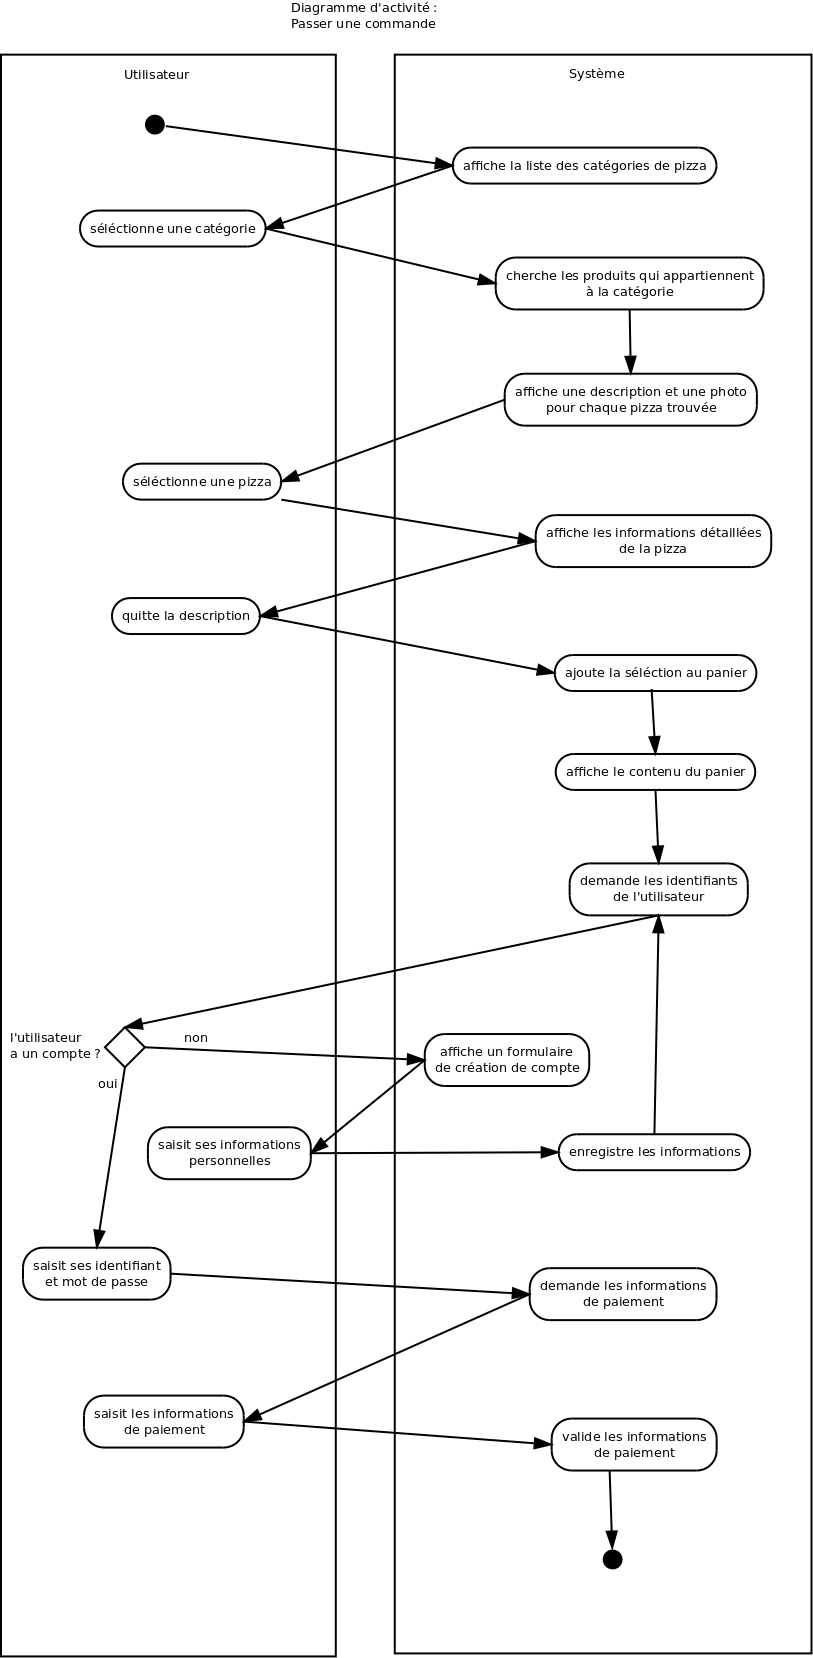 Diagramme d'activité :
Passer une commande
Utilisateur
Système
affiche la liste des catégories de pizza
séléctionne une catégorie
cherche les produits qui appartiennent
à la catégorie
affiche une description et une photo
pour chaque pizza trouvée
séléctionne une pizza
affiche les informations détaillées
de la pizza
quitte la description
ajoute la séléction au panier
affiche le contenu du panier
demande les identifiants
de l'utilisateur
l'utilisateur
a un compte ?
non
oui
affiche un formulaire
de création de compte
saisit ses informations
personnelles
enregistre les informations
saisit ses identifiant
et mot de passe
demande les informations
de paiement
saisit les informations
de paiement
valide les informations
de paiement